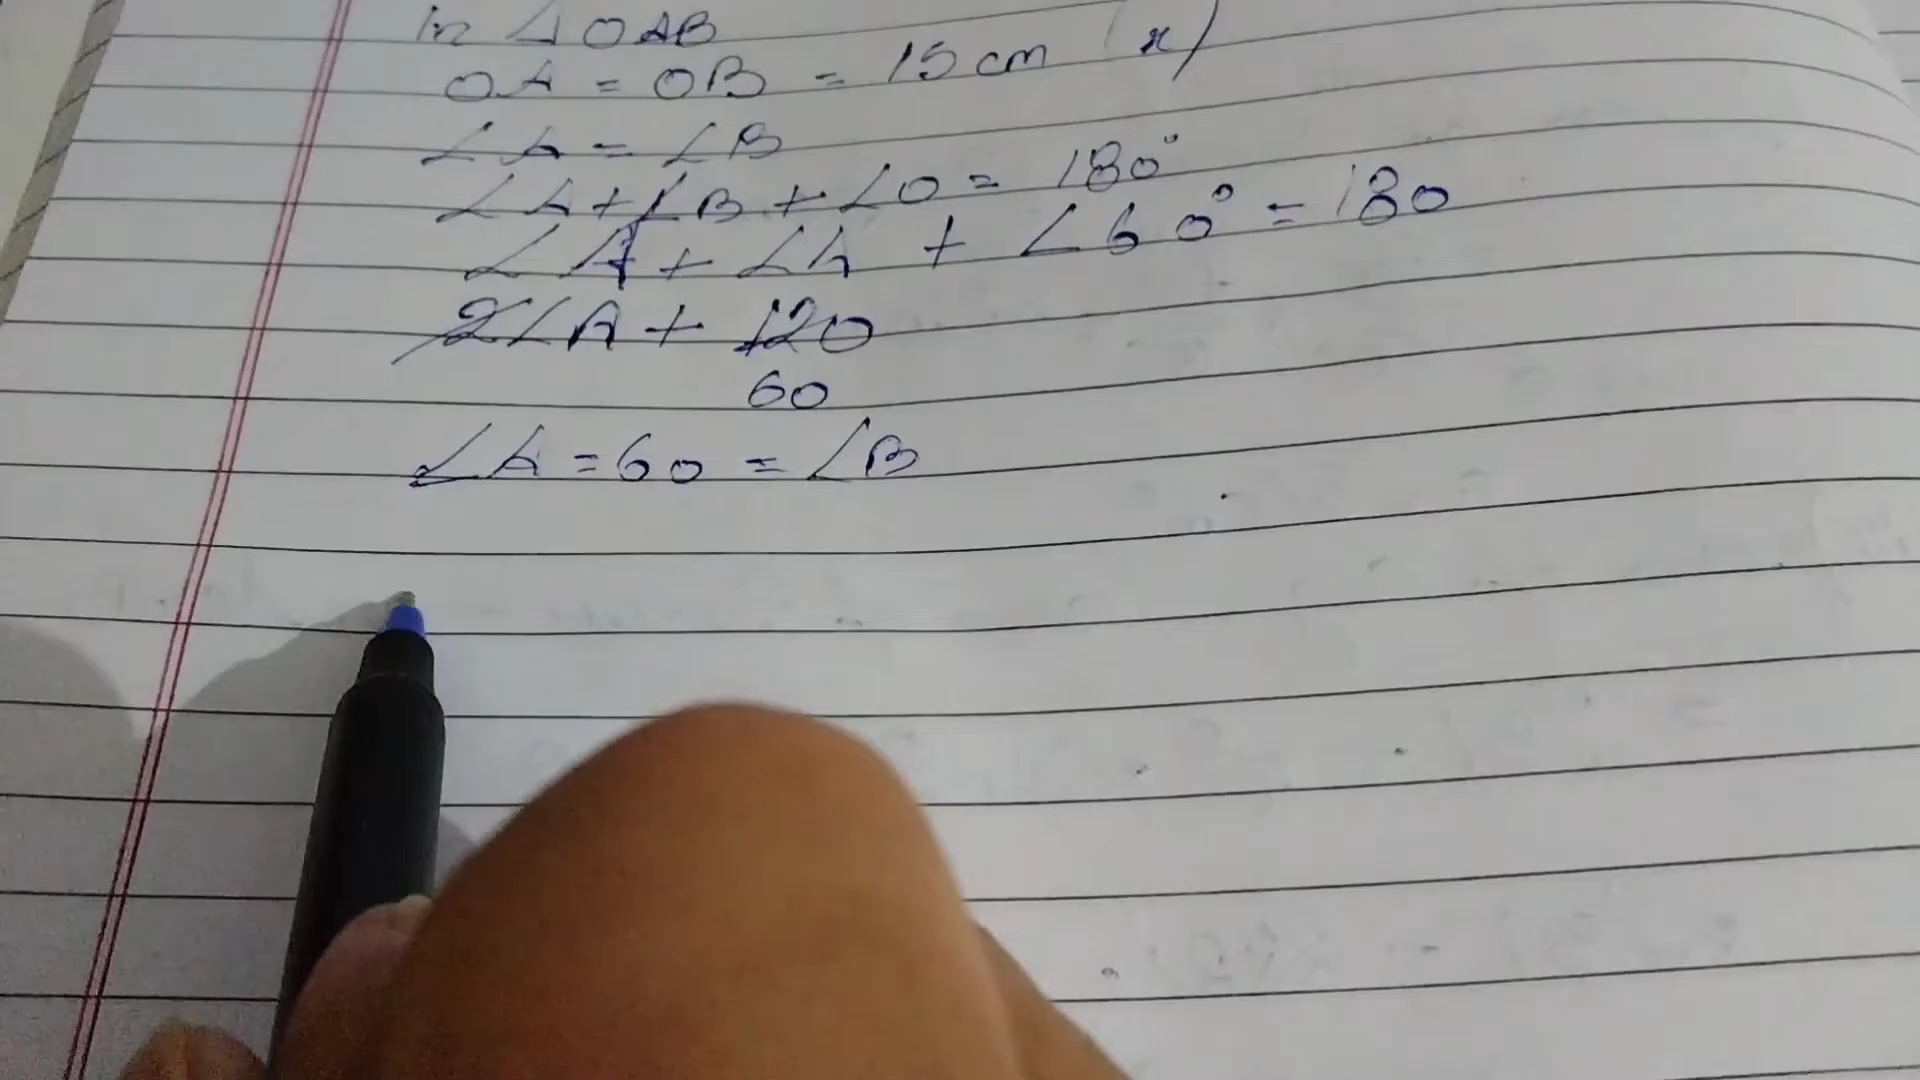 in △OAB
OA = OB = 15 cm (r)
∠A = ∠B
∠A + ∠B + ∠O = 180°
∠A + ∠A + ∠60° = 180
2∠A + 120
60
∠A = 60 = ∠B